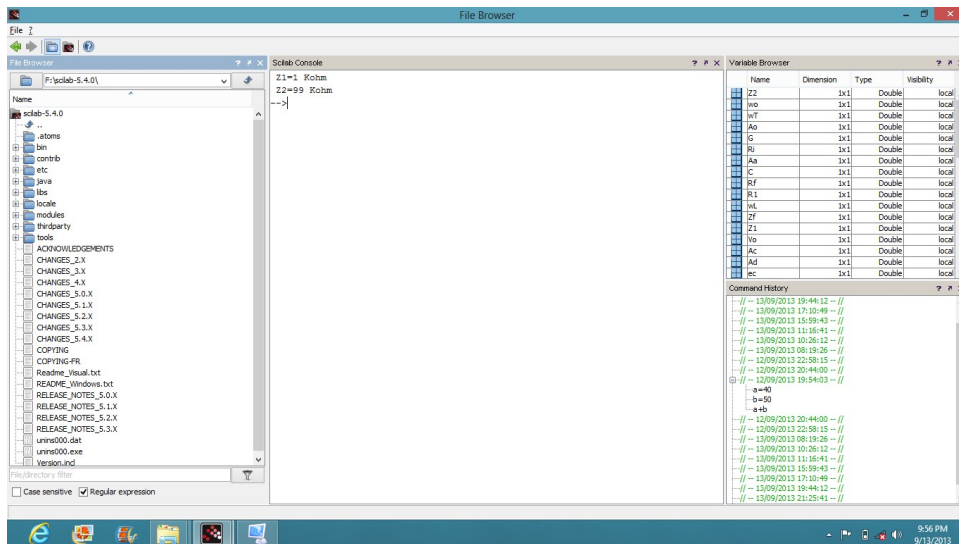 File Browser
File ?
File Browser
F:\scilab-5.4.0\
Name
scilab-5.4.0
..
.atoms
bin
contrib
etc
java
libs
locale
modules
thirdparty
tools
ACKNOWLEDGEMENTS
CHANGES_2.X
CHANGES_3.X
CHANGES_4.X
CHANGES_5.0.X
CHANGES_5.1.X
CHANGES_5.2.X
CHANGES_5.3.X
CHANGES_5.4.X
COPYING
COPYING-FR
Readme_Visual.txt
README_Windows.txt
RELEASE_NOTES_5.0.X
RELEASE_NOTES_5.1.X
RELEASE_NOTES_5.2.X
RELEASE_NOTES_5.3.X
unins000.dat
unins000.exe
Version.incl
File/directory filter
Case sensitive Regular expression
Scilab Console
Z1=1 Kohm
Z2=99 Kohm
-->
Variable Browser
Name Dimension Type Visibility
Z2 1x1 Double local
wo 1x1 Double local
wT 1x1 Double local
Ao 1x1 Double local
G 1x1 Double local
Ri 1x1 Double local
Aa 1x1 Double local
C 1x1 Double local
Rf 1x1 Double local
R1 1x1 Double local
wL 1x1 Double local
Zf 1x1 Double local
Z1 1x1 Double local
Vo 1x1 Double local
Ac 1x1 Double local
Ad 1x1 Double local
ec 1x1 Double local
Command History
// -- 13/09/2013 19:44:12 -- //
// -- 13/09/2013 17:10:49 -- //
// -- 13/09/2013 15:59:43 -- //
// -- 13/09/2013 11:16:41 -- //
// -- 13/09/2013 10:26:12 -- //
// -- 13/09/2013 08:19:26 -- //
// -- 12/09/2013 22:58:15 -- //
// -- 12/09/2013 20:44:00 -- //
// -- 12/09/2013 19:54:03 -- //
a=40
b=50
a+b
// -- 12/09/2013 20:44:00 -- //
// -- 12/09/2013 22:58:15 -- //
// -- 13/09/2013 08:19:26 -- //
// -- 13/09/2013 10:26:12 -- //
// -- 13/09/2013 11:16:41 -- //
// -- 13/09/2013 15:59:43 -- //
// -- 13/09/2013 17:10:49 -- //
// -- 13/09/2013 19:44:12 -- //
// -- 13/09/2013 21:25:41 -- //
9:56 PM
9/13/2013